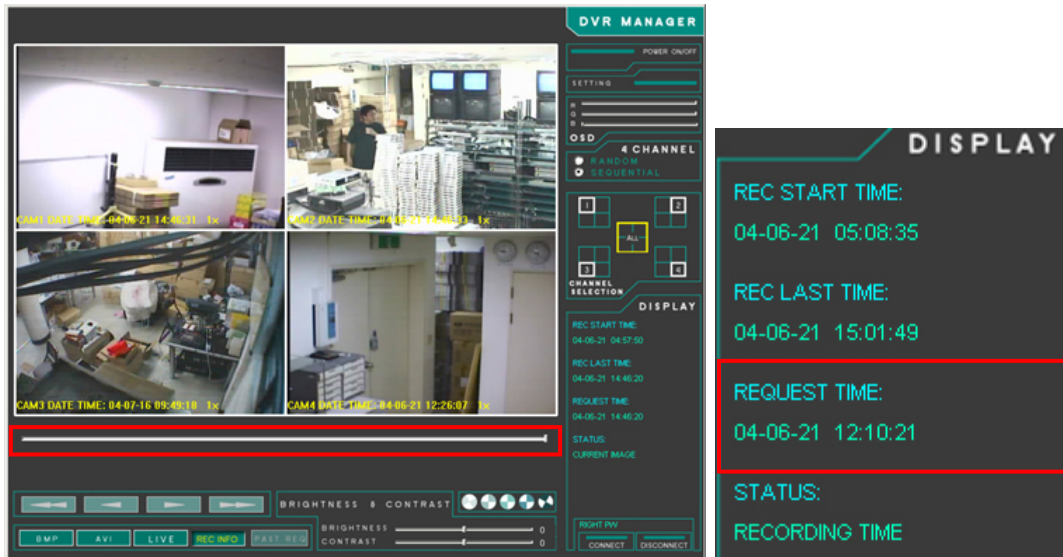 DVR MANAGER
POWER ON/OFF
SETTING
R
G
B
OSD
4 CHANNEL
RANDOM
SEQUENTIAL
1
2
ALL
3
4
CHANNEL
SELECTION
DISPLAY
REC START TIME:
04-06-21 04:57:50
REC LAST TIME:
04-06-21 14:46:20
REQUEST TIME:
04-06-21 14:46:20
STATUS:
CURRENT IMAGE
RIGHT PW
CONNECT DISCONNECT
CAM1 DATE TIME: 04-06-21 14:46:31 1x
CAM2 DATE TIME: 1x
CAM3 DATE TIME: 04-07-16 09:49:10 1x
CAM4 DATE TIME: 04-06-21 12:26:07 1x
BRIGHTNESS & CONTRAST
BMP AVI LIVE REC INFO PAST REQ
BRIGHTNESS 0
CONTRAST 0
DISPLAY
REC START TIME:
04-06-21 05:08:35
REC LAST TIME:
04-06-21 15:01:49
REQUEST TIME:
04-06-21 12:10:21
STATUS:
RECORDING TIME